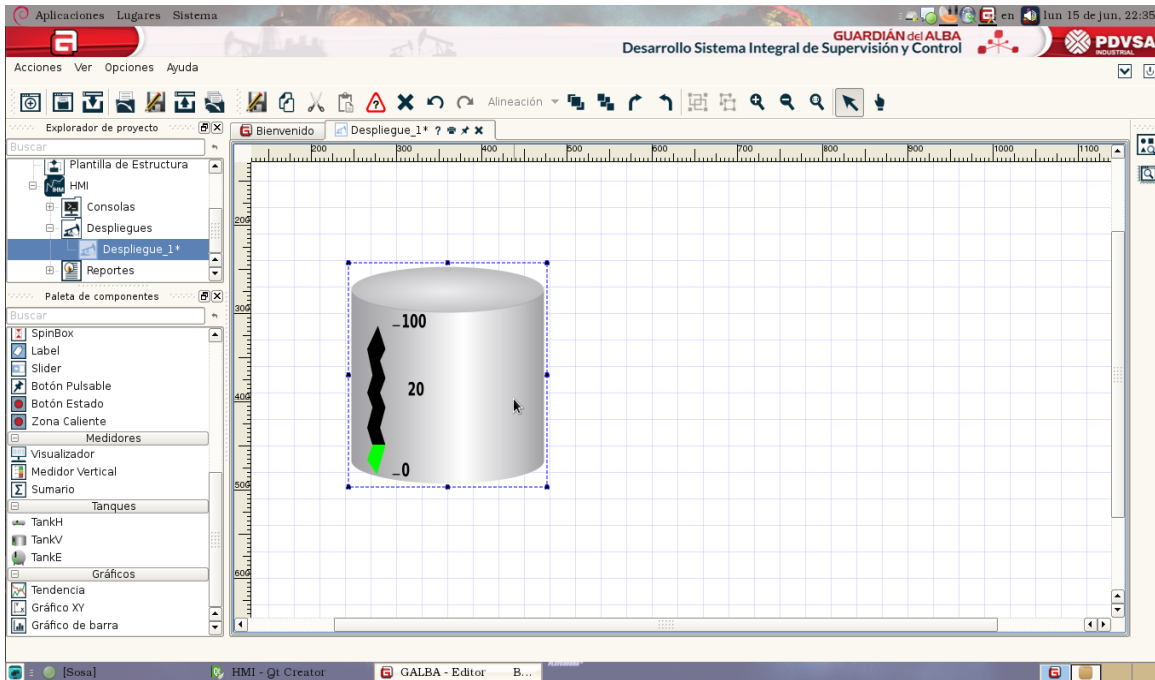 Aplicaciones Lugares Sistema
en lun 15 de jun, 22:35
GUARDIÁN del ALBA
Desarrollo Sistema Integral de Supervisión y Control
PDVSA
INDUSTRIAL
Acciones Ver Opciones Ayuda
Alineación
Explorador de proyecto
Bienvenido
Despliegue_1* ?
Buscar
Plantilla de Estructura
HMI
Consolas
Despliegues
Despliegue_1*
Reportes
Paleta de componentes
Buscar
SpinBox
Label
Slider
Botón Pulsable
Botón Estado
Zona Caliente
Medidores
Visualizador
Medidor Vertical
Sumario
Tanques
TankH
TankV
TankE
Gráficos
Tendencia
Gráfico XY
Gráfico de barra
200 300 400 500 600 700 800 900 1000 1100
200
300
400
500
600
_100
20
_0
[Sosa]
HMI - Qt Creator
GALBA - Editor B...